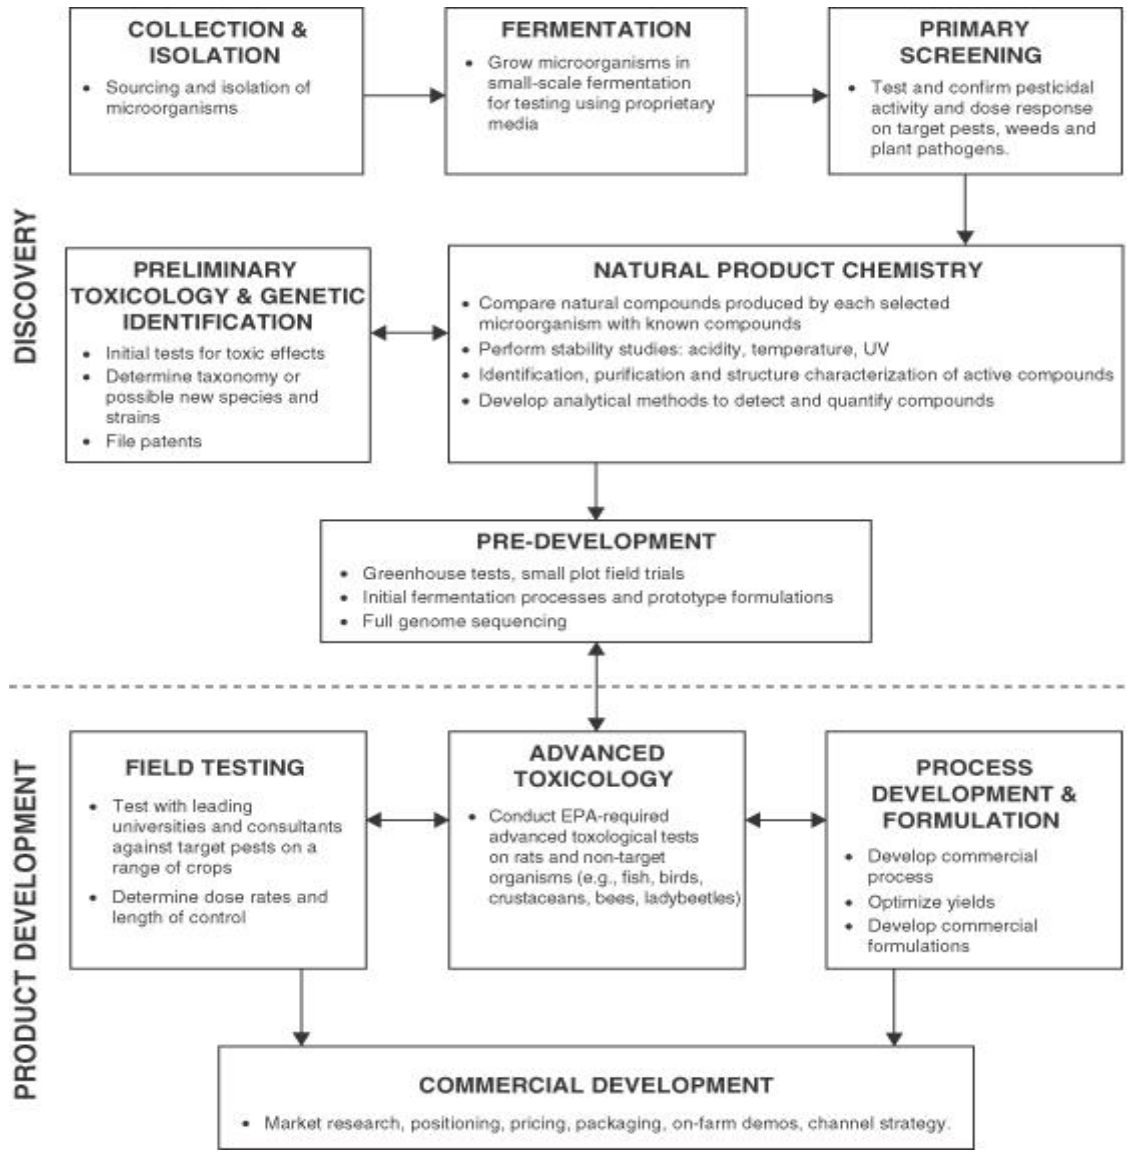 COLLECTION &
ISOLATION
• Sourcing and isolation of
microorganisms
FERMENTATION
• Grow microorganisms in
small-scale fermentation
for testing using proprietary
media
PRIMARY
SCREENING
• Test and confirm pesticidal
activity and dose response
on target pests, weeds and
plant pathogens.
DISCOVERY
PRELIMINARY
TOXICOLOGY & GENETIC
IDENTIFICATION
• Initial tests for toxic effects
• Determine taxonomy or
possible new species and
strains
• File patents
NATURAL PRODUCT CHEMISTRY
• Compare natural compounds produced by each selected
microorganism with known compounds
• Perform stability studies: acidity, temperature, UV
• Identification, purification and structure characterization of active compounds
• Develop analytical methods to detect and quantify compounds
PRE-DEVELOPMENT
• Greenhouse tests, small plot field trials
• Initial fermentation processes and prototype formulations
• Full genome sequencing
PRODUCT DEVELOPMENT
FIELD TESTING
• Test with leading
universities and consultants
against target pests on a
range of crops
• Determine dose rates and
length of control
ADVANCED
TOXICOLOGY
• Conduct EPA-required
advanced toxological tests
on rats and non-target
organisms (e.g., fish, birds,
crustaceans, bees, ladybeetles)
PROCESS
DEVELOPMENT &
FORMULATION
• Develop commercial
process
• Optimize yields
• Develop commercial
formulations
COMMERCIAL DEVELOPMENT
• Market research, positioning, pricing, packaging, on-farm demos, channel strategy.